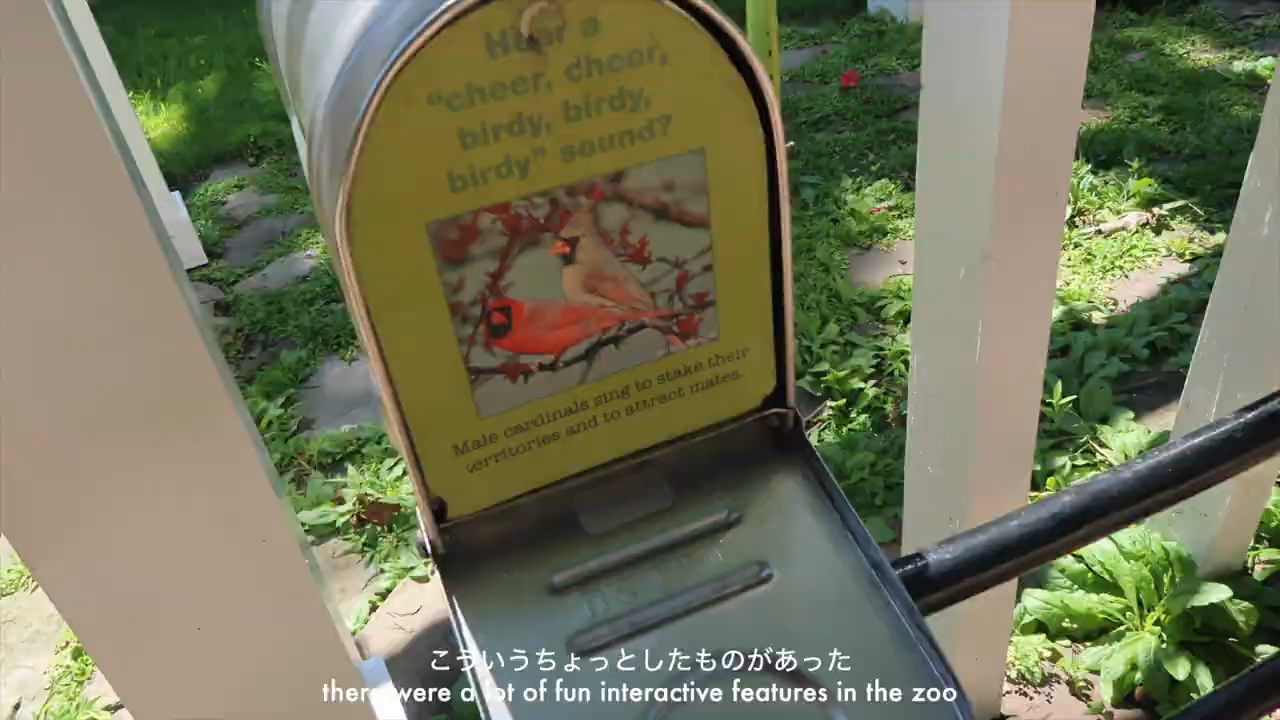 Hear a
"cheer, cheer,
birdy, birdy,
birdy" sound?
Male cardinals sing to stake their
territories and to attract mates.
こういうちょっとしたものがあった
there were a lot of fun interactive features in the zoo